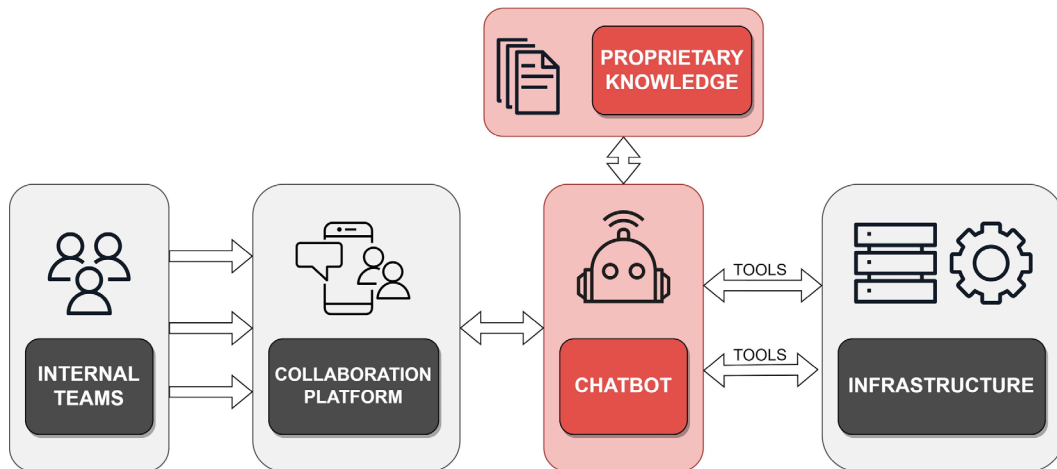 PROPRIETARY
KNOWLEDGE
TOOLS
TOOLS
INTERNAL
TEAMS
COLLABORATION
PLATFORM
CHATBOT
INFRASTRUCTURE